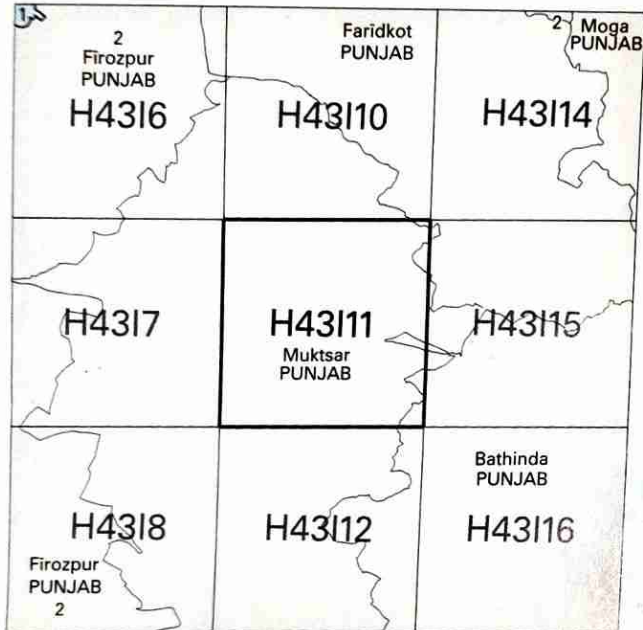 1
2
Firozpur
PUNJAB
H43I6
Farīdkot
PUNJAB
H43I10
2
Moga
PUNJAB
H43I14
H43I7
H43I11
Muktsar
PUNJAB
H43I15
H43I8
Firozpur
PUNJAB
2
H43I12
Bathinda
PUNJAB
H43I16